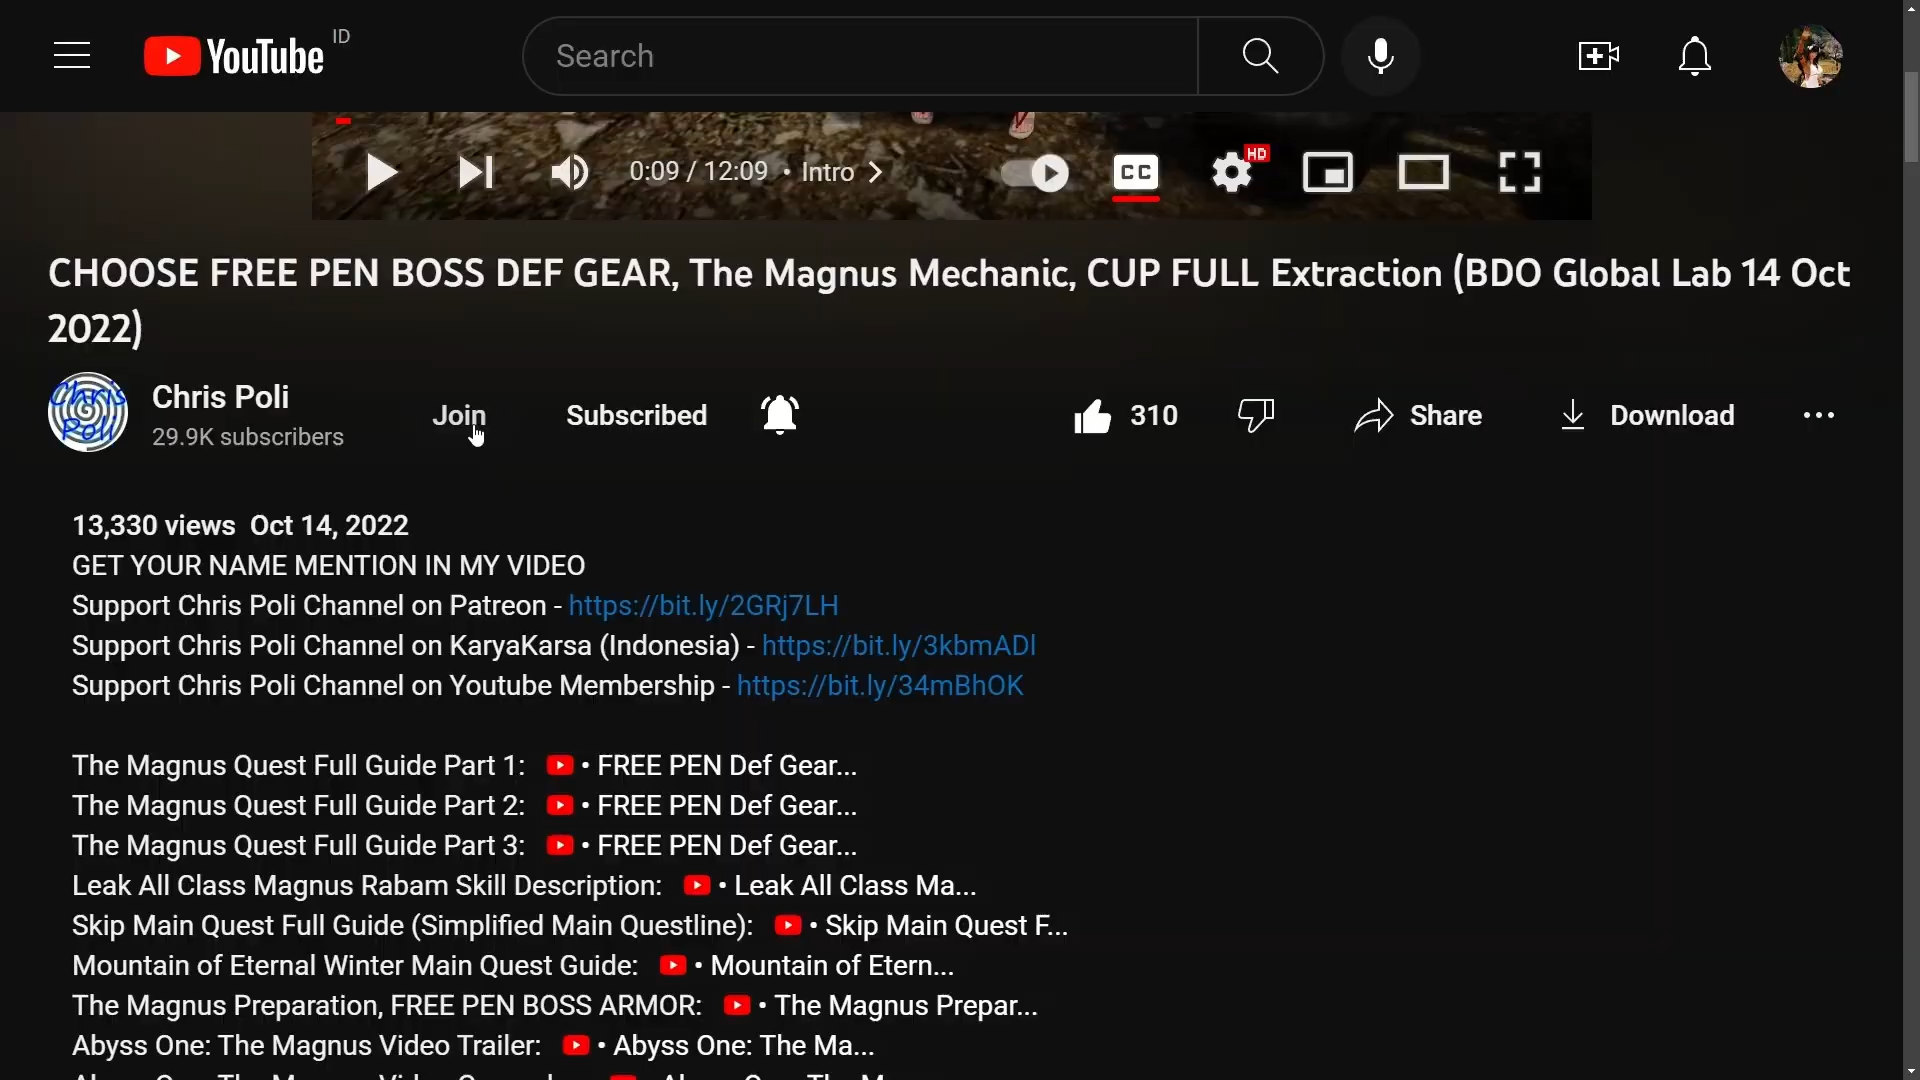 YouTube ID
Search
0:09 / 12:09 • Intro
CC
HD
CHOOSE FREE PEN BOSS DEF GEAR, The Magnus Mechanic, CUP FULL Extraction (BDO Global Lab 14 Oct
2022)
Chris Poli
Chris Poli
29.9K subscribers
Join
Subscribed
310
Share
Download
13,330 views Oct 14, 2022
GET YOUR NAME MENTION IN MY VIDEO
Support Chris Poli Channel on Patreon - https://bit.ly/2GRj7LH
Support Chris Poli Channel on KaryaKarsa (Indonesia) - https://bit.ly/3kbmADl
Support Chris Poli Channel on Youtube Membership - https://bit.ly/34mBhOK
The Magnus Quest Full Guide Part 1: • FREE PEN Def Gear...
The Magnus Quest Full Guide Part 2: • FREE PEN Def Gear...
The Magnus Quest Full Guide Part 3: • FREE PEN Def Gear...
Leak All Class Magnus Rabam Skill Description: • Leak All Class Ma...
Skip Main Quest Full Guide (Simplified Main Questline): • Skip Main Quest F...
Mountain of Eternal Winter Main Quest Guide: • Mountain of Etern...
The Magnus Preparation, FREE PEN BOSS ARMOR: • The Magnus Prepar...
Abyss One: The Magnus Video Trailer: • Abyss One: The Ma...